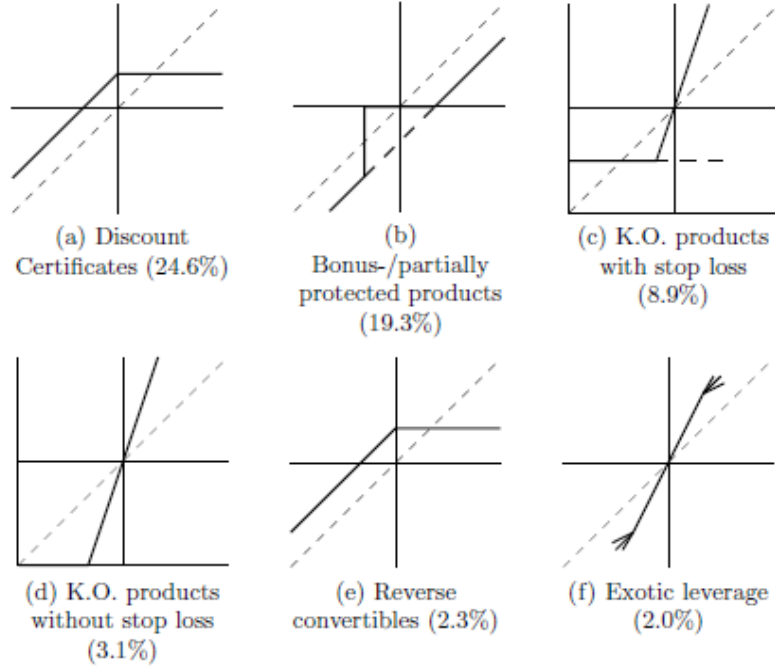 (a) Discount
Certificates (24.6%)
(b)
Bonus-/partially
protected products
(19.3%)
(c) K.O. products
with stop loss
(8.9%)
(d) K.O. products
without stop loss
(3.1%)
(e) Reverse
convertibles (2.3%)
(f) Exotic leverage
(2.0%)